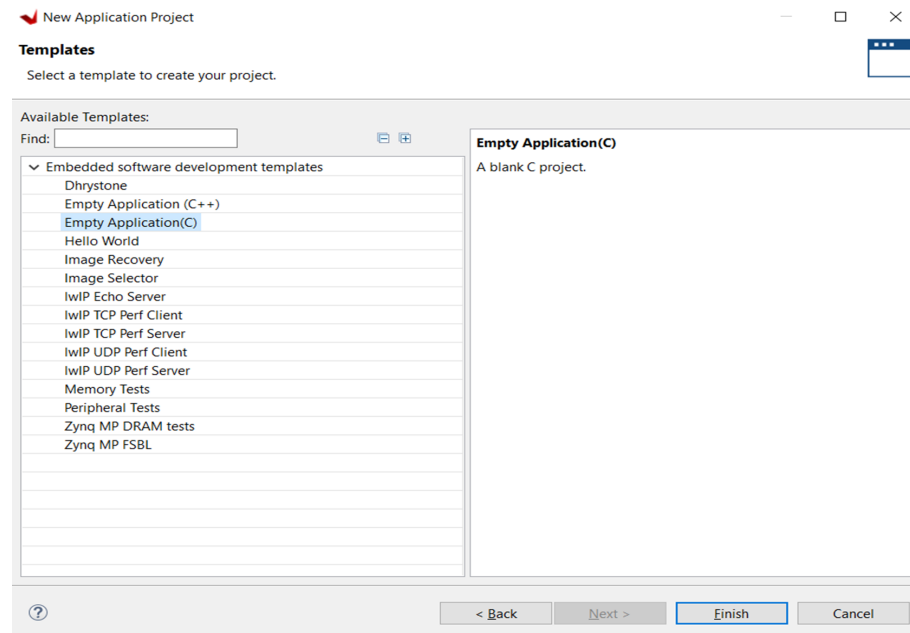 New Application Project
Templates
Select a template to create your project.
Available Templates:
Find:
Embedded software development templates
Dhrystone
Empty Application (C++)
Empty Application(C)
Hello World
Image Recovery
Image Selector
lwIP Echo Server
lwIP TCP Perf Client
lwIP TCP Perf Server
lwIP UDP Perf Client
lwIP UDP Perf Server
Memory Tests
Peripheral Tests
Zynq MP DRAM tests
Zynq MP FSBL
Empty Application(C)
A blank C project.
?
< Back
Next >
Finish
Cancel